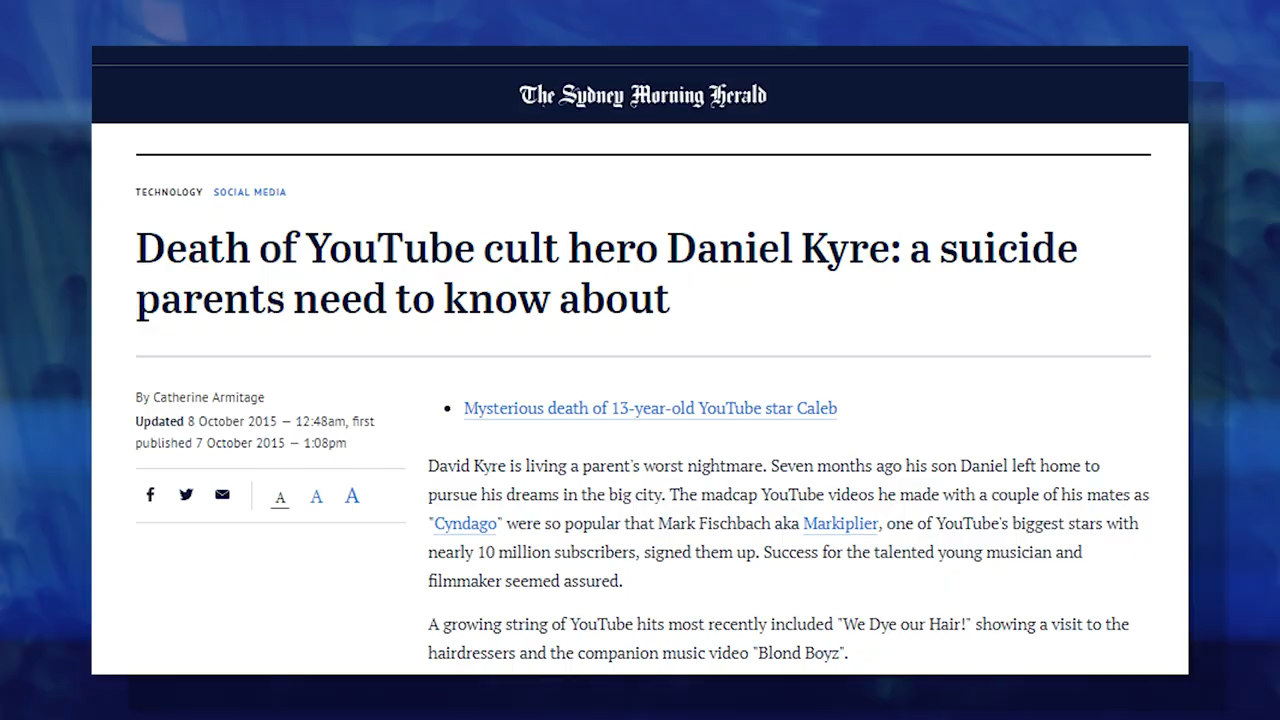 The Sydney Morning Herald
TECHNOLOGY SOCIAL MEDIA
Death of YouTube cult hero Daniel Kyre: a suicide
parents need to know about
By Catherine Armitage
Updated 8 October 2015 — 12:48am, first
published 7 October 2015 — 1:08pm
A A A
• Mysterious death of 13-year-old YouTube star Caleb
David Kyre is living a parent's worst nightmare. Seven months ago his son Daniel left home to
pursue his dreams in the big city. The madcap YouTube videos he made with a couple of his mates as
"Cyndago" were so popular that Mark Fischbach aka Markiplier, one of YouTube's biggest stars with
nearly 10 million subscribers, signed them up. Success for the talented young musician and
filmmaker seemed assured.
A growing string of YouTube hits most recently included "We Dye our Hair!" showing a visit to the
hairdressers and the companion music video "Blond Boyz".